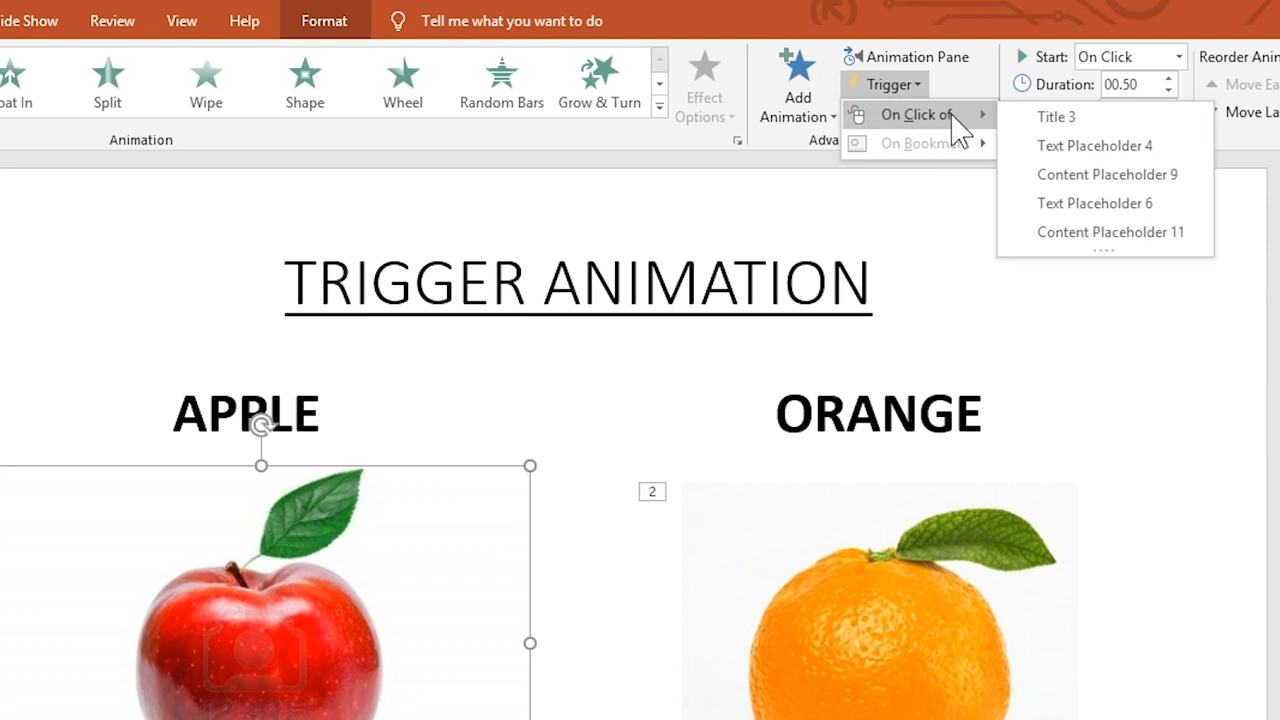 ide Show Review View Help Format Tell me what you want to do
Animation Pane Start: On Click Reorder Anim
Trigger Duration: 00.50 Move Ea
oat In Split Wipe Shape Wheel Random Bars Grow & Turn Effect Options Add Animation
On Click of Move La
Animation Adva On Bookm
Title 3
Text Placeholder 4
Content Placeholder 9
Text Placeholder 6
Content Placeholder 11
TRIGGER ANIMATION
APPLE ORANGE
2